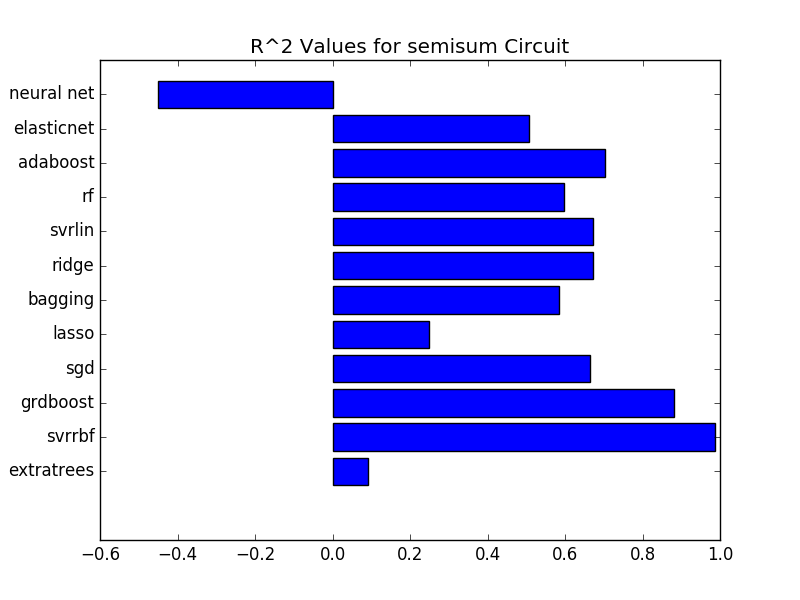 R^2 Values for semisum Circuit
neural net
elasticnet
adaboost
rf
svrlin
ridge
bagging
lasso
sgd
grdboost
svrrbf
extratrees
−0.6 −0.4 −0.2 0.0 0.2 0.4 0.6 0.8 1.0